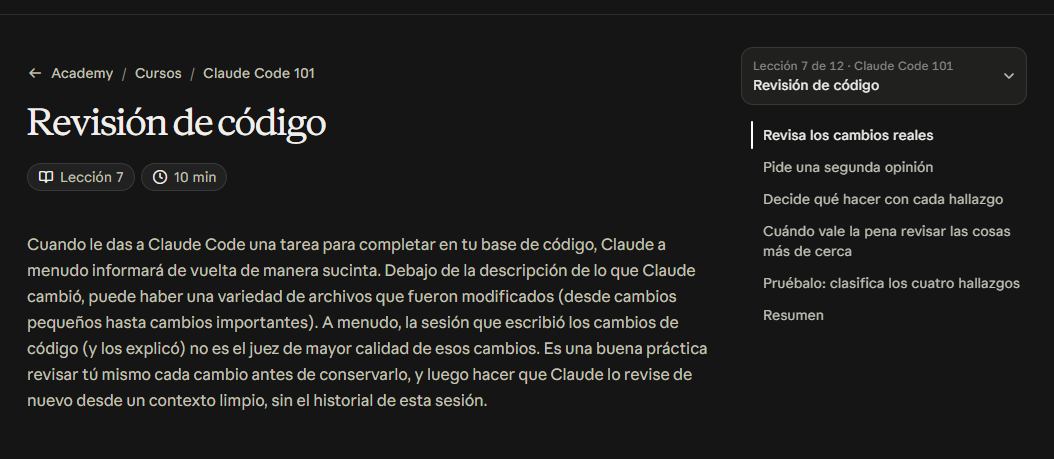 ← Academy / Cursos / Claude Code 101
Revisión de código
Lección 7
10 min
Cuando le das a Claude Code una tarea para completar en tu base de código, Claude a
menudo informará de vuelta de manera sucinta. Debajo de la descripción de lo que Claude
cambió, puede haber una variedad de archivos que fueron modificados (desde cambios
pequeños hasta cambios importantes). A menudo, la sesión que escribió los cambios de
código (y los explicó) no es el juez de mayor calidad de esos cambios. Es una buena práctica
revisar tú mismo cada cambio antes de conservarlo, y luego hacer que Claude lo revise de
nuevo desde un contexto limpio, sin el historial de esta sesión.
Lección 7 de 12 · Claude Code 101
Revisión de código
Revisa los cambios reales
Pide una segunda opinión
Decide qué hacer con cada hallazgo
Cuándo vale la pena revisar las cosas
más de cerca
Pruébalo: clasifica los cuatro hallazgos
Resumen